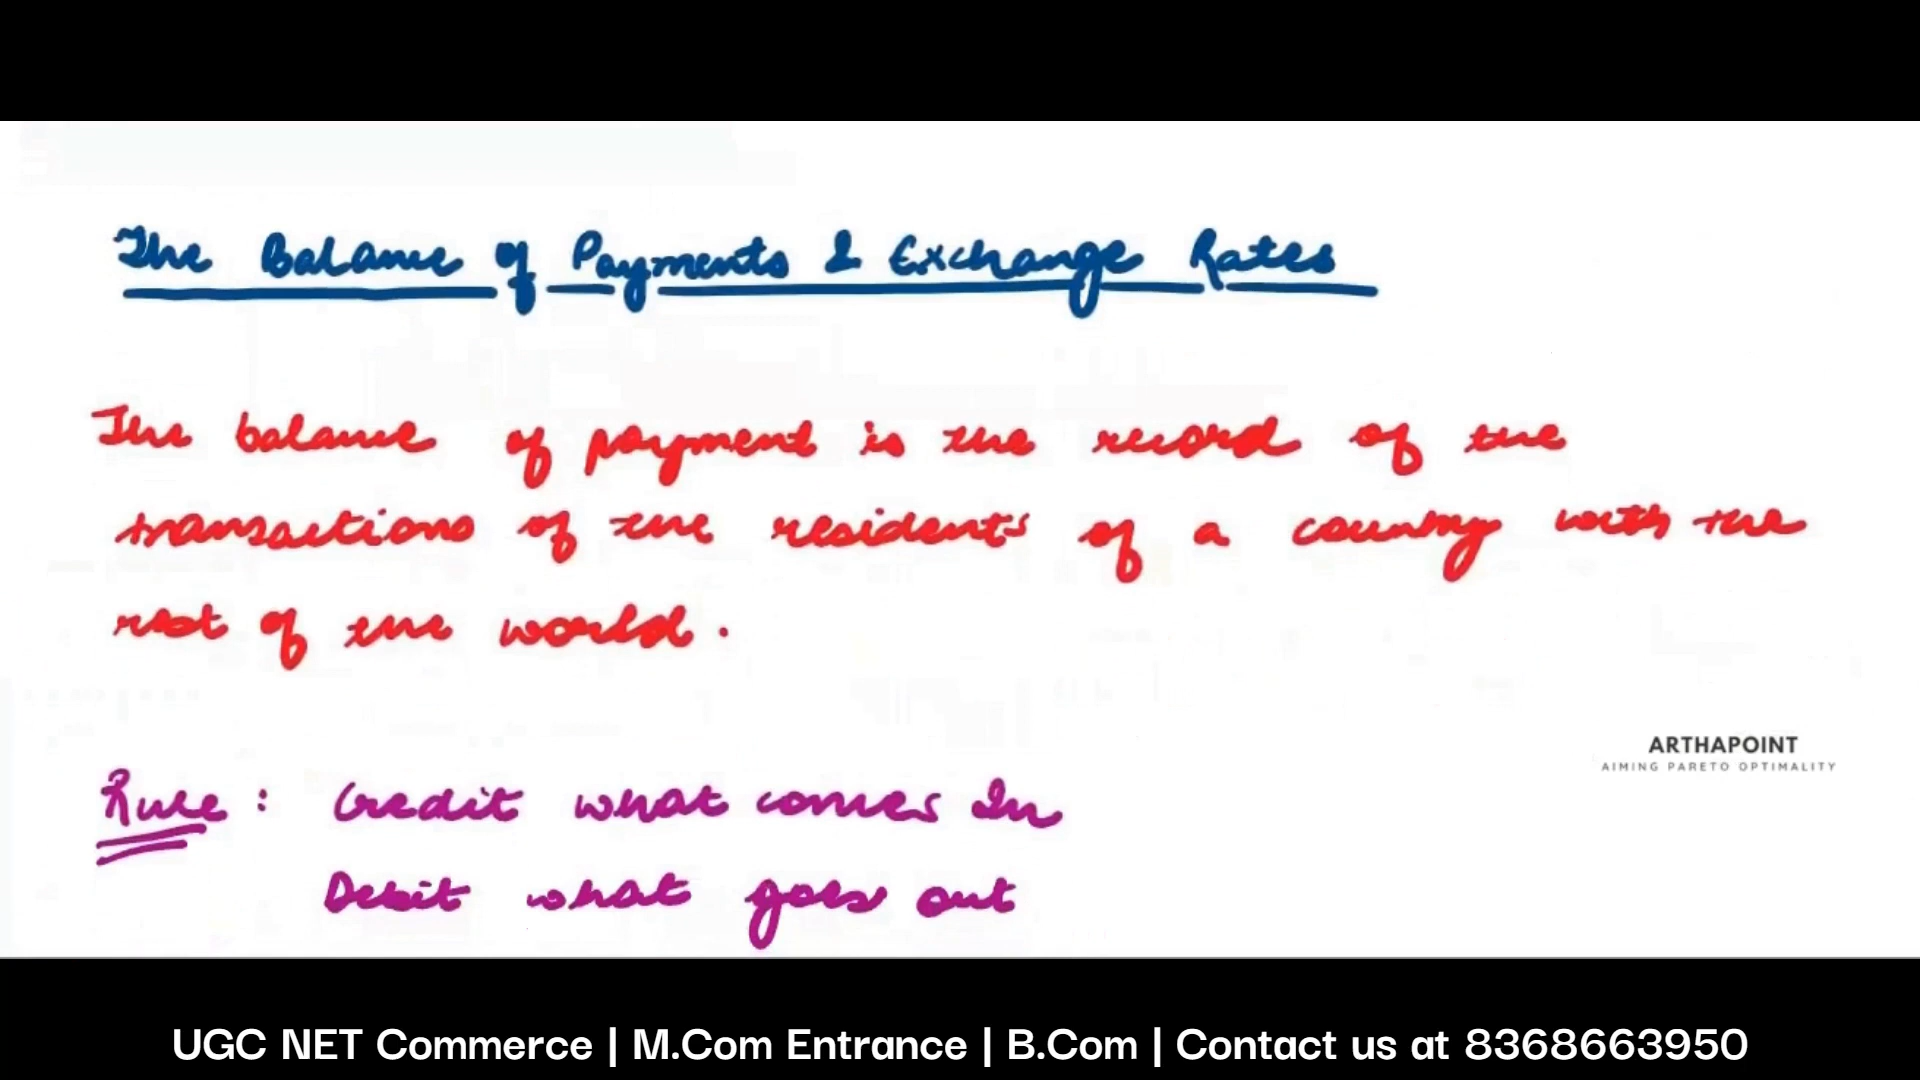 The Balance of Payments & Exchange Rates
The balance of payment is the record of the
transactions of the residents of a country with the
rest of the world.
ARTHAPOINT
AIMING PARETO OPTIMALITY
Rule : Credit what comes In
Debit what goes out
UGC NET Commerce | M.Com Entrance | B.Com | Contact us at 8368663950